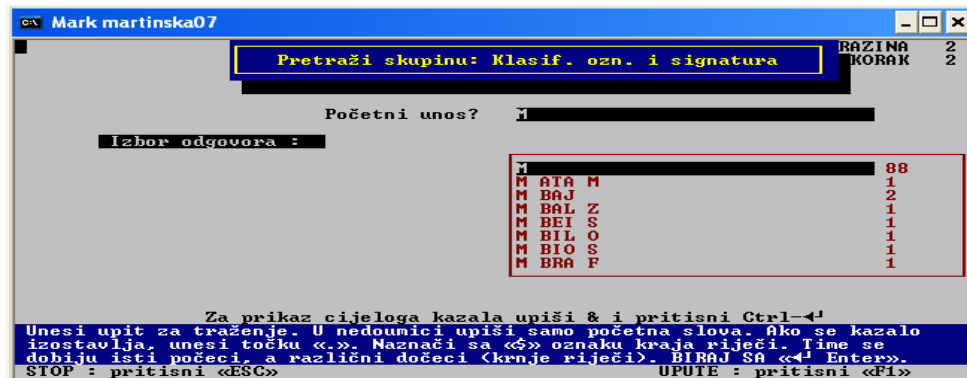 Mark martinska07
RAZINA 2
Pretraži skupinu: Klasif. ozn. i signatura
KORAK 2
Početni unos? M
Izbor odgovora :
M 88
M ATA M 1
M BAJ 2
M BAL Z 1
M BEI S 1
M BIL O 1
M BIO S 1
M BRA F 1
Za prikaz cijeloga kazala upiši & i pritisni Ctrl-↵
Unesi upit za traženje. U nedoumici upiši samo početna slova. Ako se kazalo
izostavlja, unesi točku «.». Naznači sa «$» oznaku kraja riječi. Time se
dobiju isti počeci, a različni dočeci (krnje riječi). BIRAJ SA «↵ Enter».
STOP : pritisni «ESC» UPUTE : pritisni «F1»